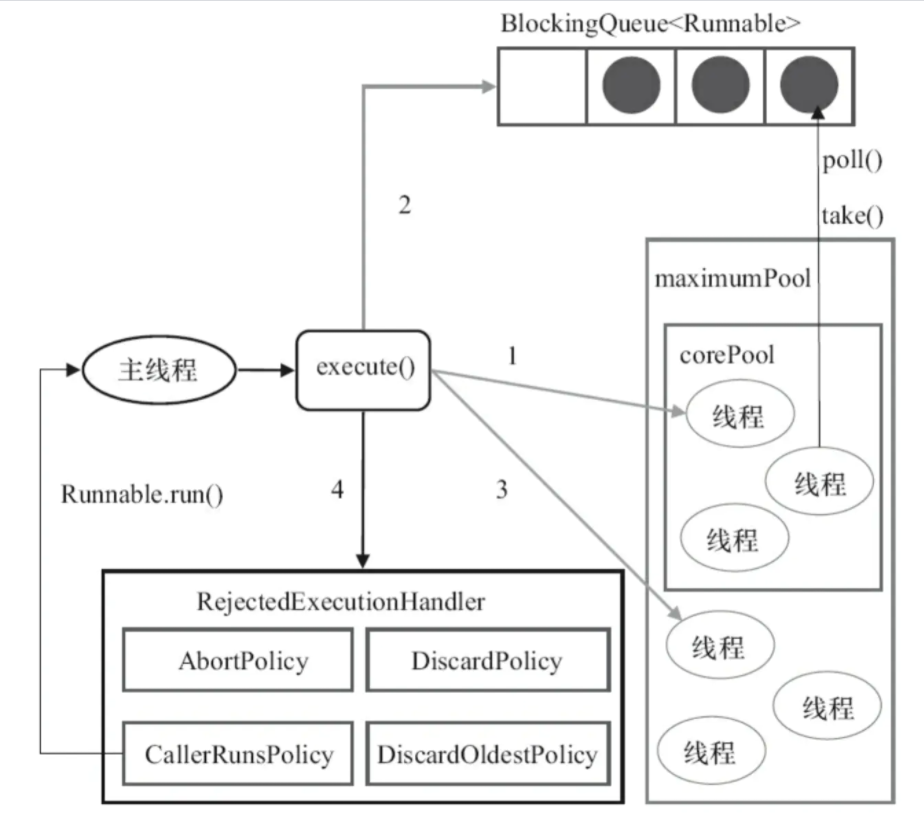 BlockingQueue<Runnable>
poll()
2
take()
maximumPool
corePool
1
主线程
execute()
线程
线程
Runnable.run()
4
3
线程
RejectedExecutionHandler
线程
AbortPolicy
DiscardPolicy
线程
线程
CallerRunsPolicy
DiscardOldestPolicy